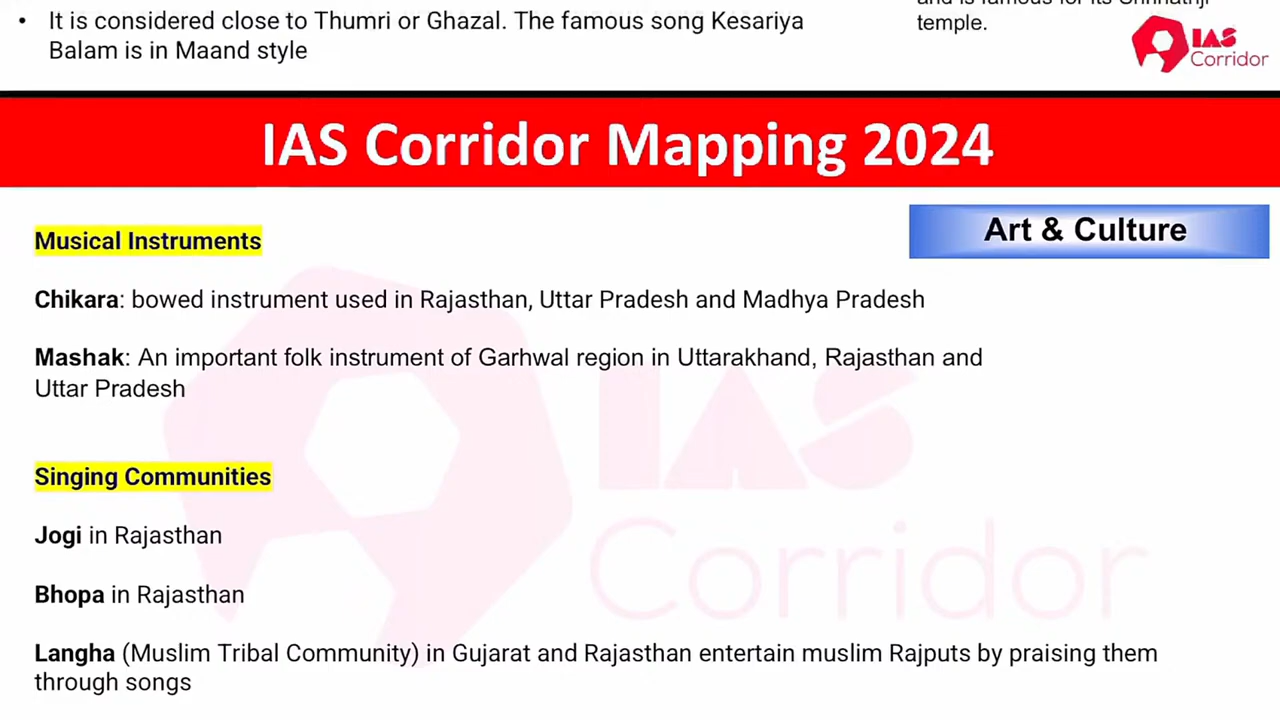 • It is considered close to Thumri or Ghazal. The famous song Kesariya
Balam is in Maand style
temple.
IAS
Corridor
IAS Corridor Mapping 2024
Art & Culture
Musical Instruments
Chikara: bowed instrument used in Rajasthan, Uttar Pradesh and Madhya Pradesh
Mashak: An important folk instrument of Garhwal region in Uttarakhand, Rajasthan and
Uttar Pradesh
Singing Communities
Jogi in Rajasthan
Bhopa in Rajasthan
Langha (Muslim Tribal Community) in Gujarat and Rajasthan entertain muslim Rajputs by praising them
through songs
IAS
Corridor